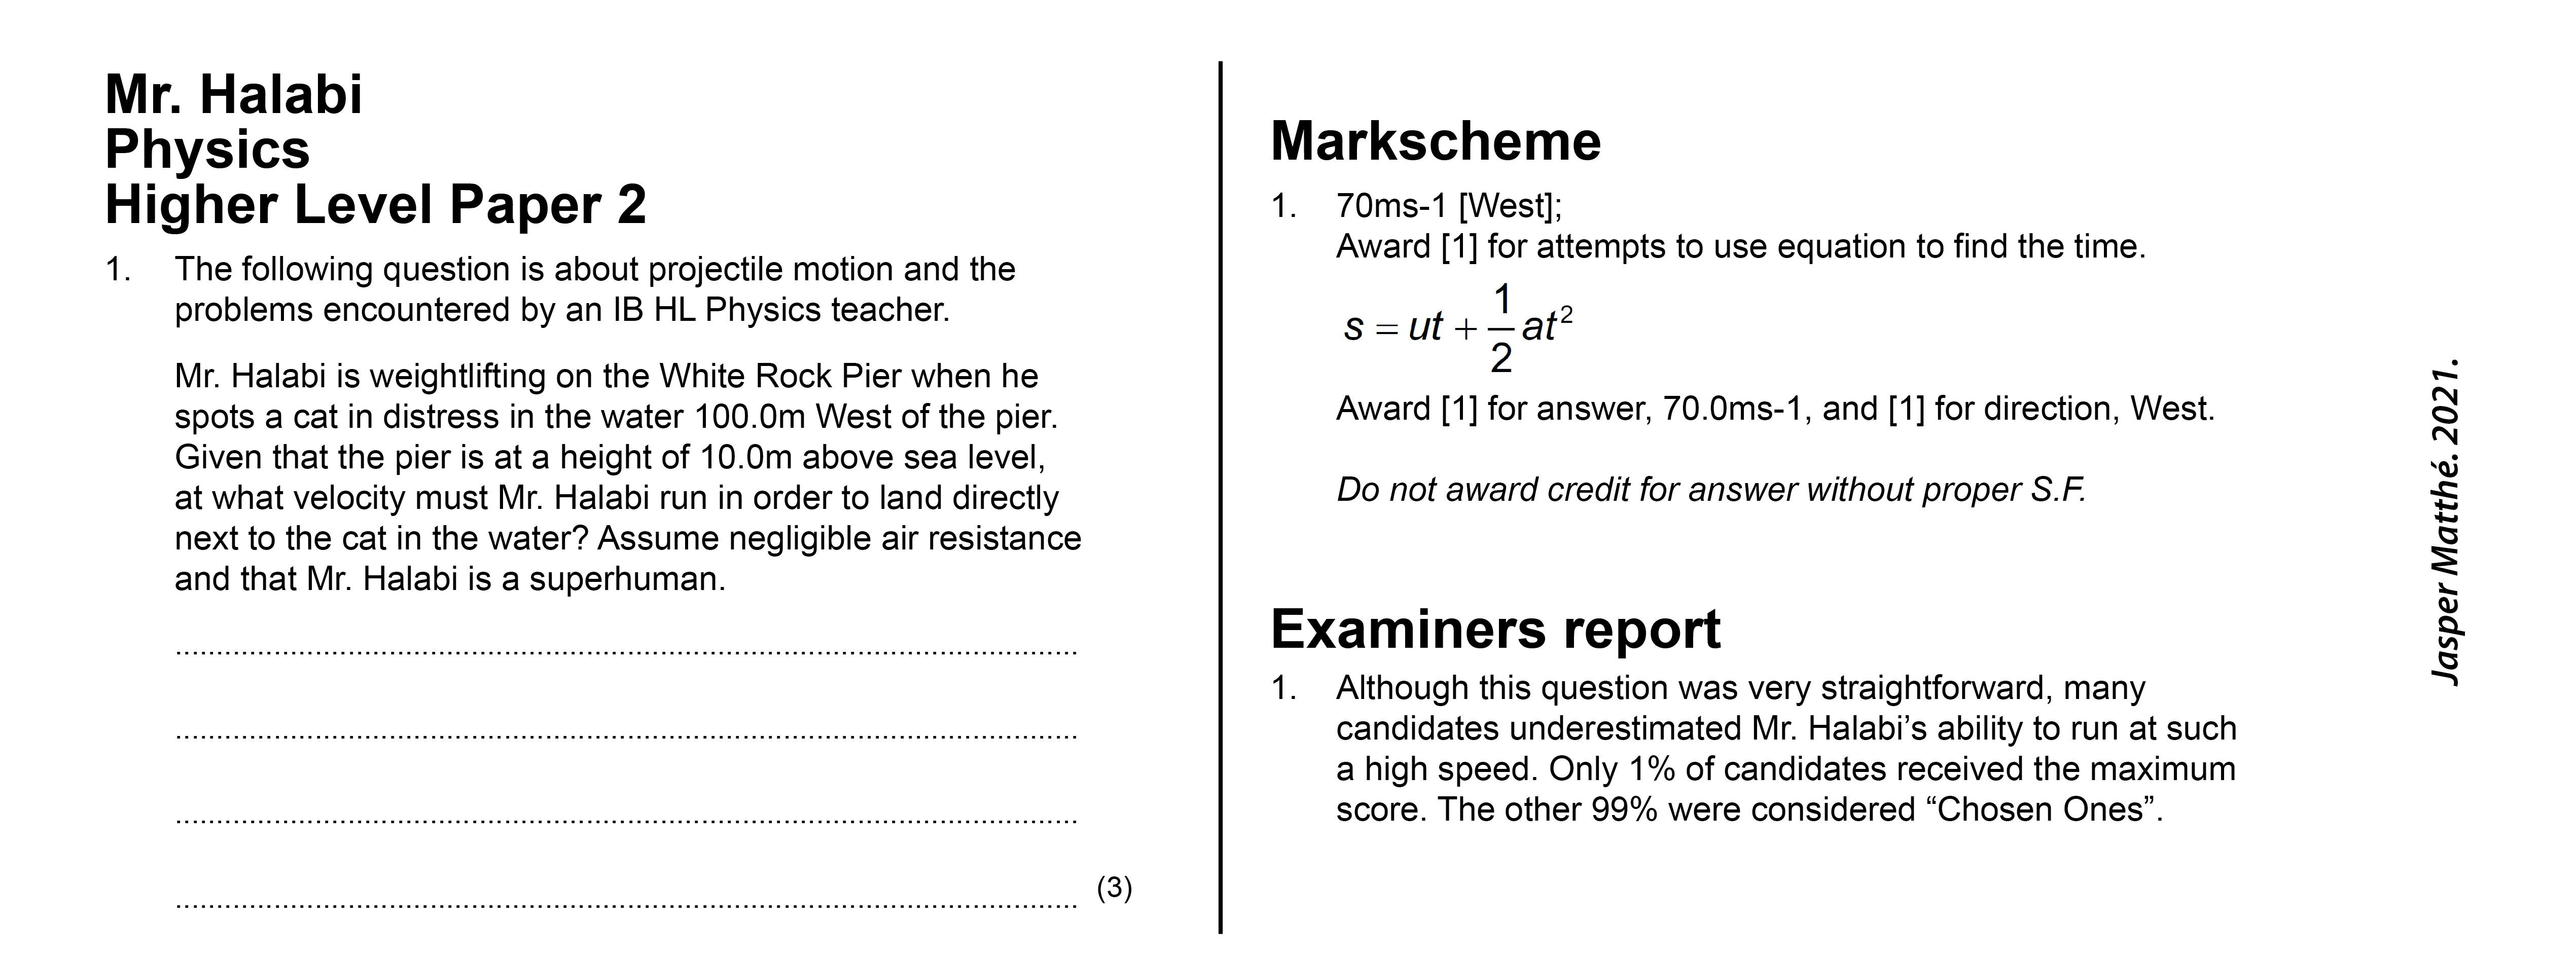 Mr. Halabi
Physics
Higher Level Paper 2
1. The following question is about projectile motion and the
problems encountered by an IB HL Physics teacher.
Mr. Halabi is weightlifting on the White Rock Pier when he
spots a cat in distress in the water 100.0m West of the pier.
Given that the pier is at a height of 10.0m above sea level,
at what velocity must Mr. Halabi run in order to land directly
next to the cat in the water? Assume negligible air resistance
and that Mr. Halabi is a superhuman.
(3)
Markscheme
1. 70ms-1 [West];
Award [1] for attempts to use equation to find the time.
s = ut + 1/2 at²
Award [1] for answer, 70.0ms-1, and [1] for direction, West.
Do not award credit for answer without proper S.F.
Examiners report
1. Although this question was very straightforward, many
candidates underestimated Mr. Halabi’s ability to run at such
a high speed. Only 1% of candidates received the maximum
score. The other 99% were considered “Chosen Ones”.
Jasper Matthé. 2021.